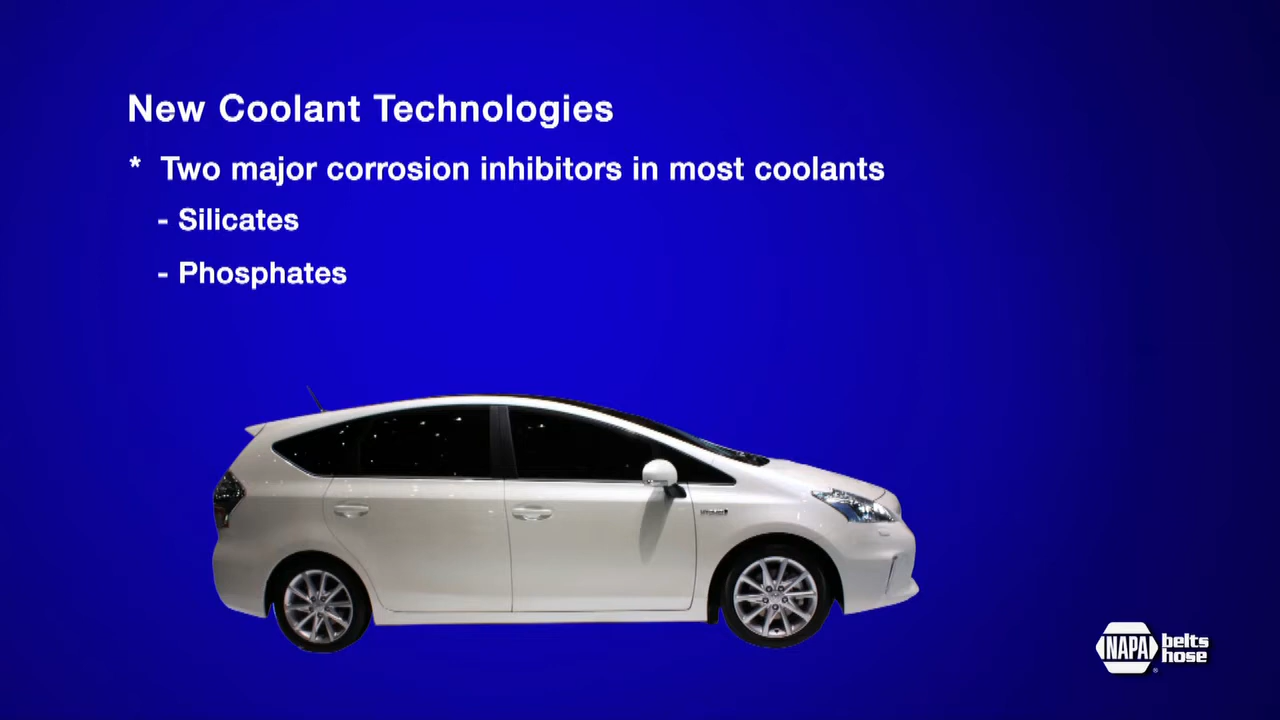 New Coolant Technologies
* Two major corrosion inhibitors in most coolants
- Silicates
- Phosphates
NAPA belts
hose